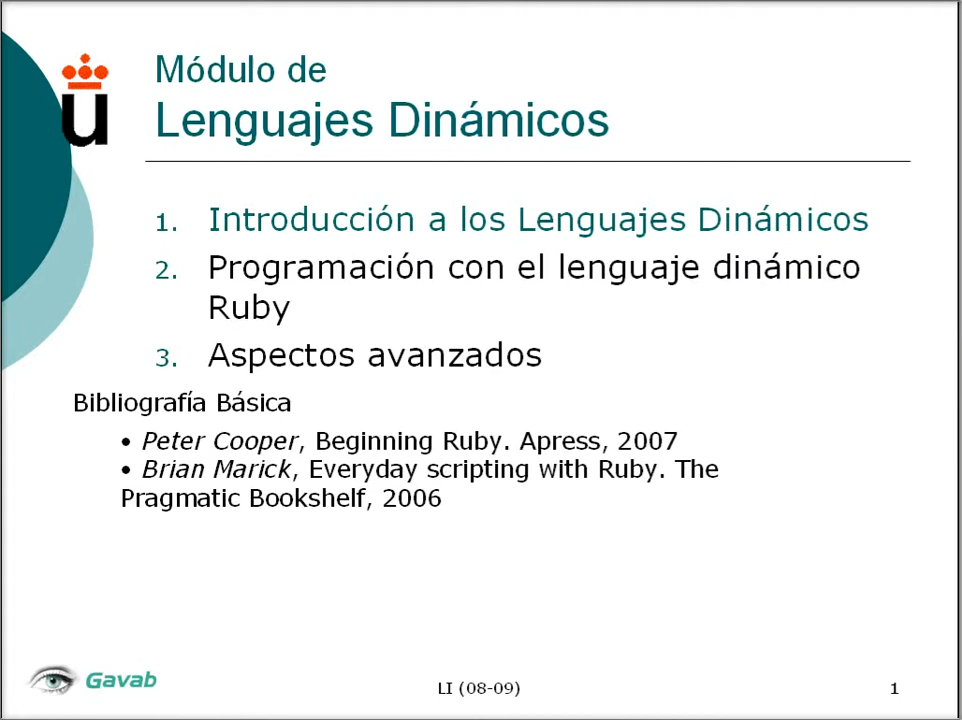 Módulo de
Lenguajes Dinámicos
u
1. Introducción a los Lenguajes Dinámicos
2. Programación con el lenguaje dinámico
Ruby
3. Aspectos avanzados
Bibliografía Básica
• Peter Cooper, Beginning Ruby. Apress, 2007
• Brian Marick, Everyday scripting with Ruby. The
Pragmatic Bookshelf, 2006
Gavab
LI (08-09)
1